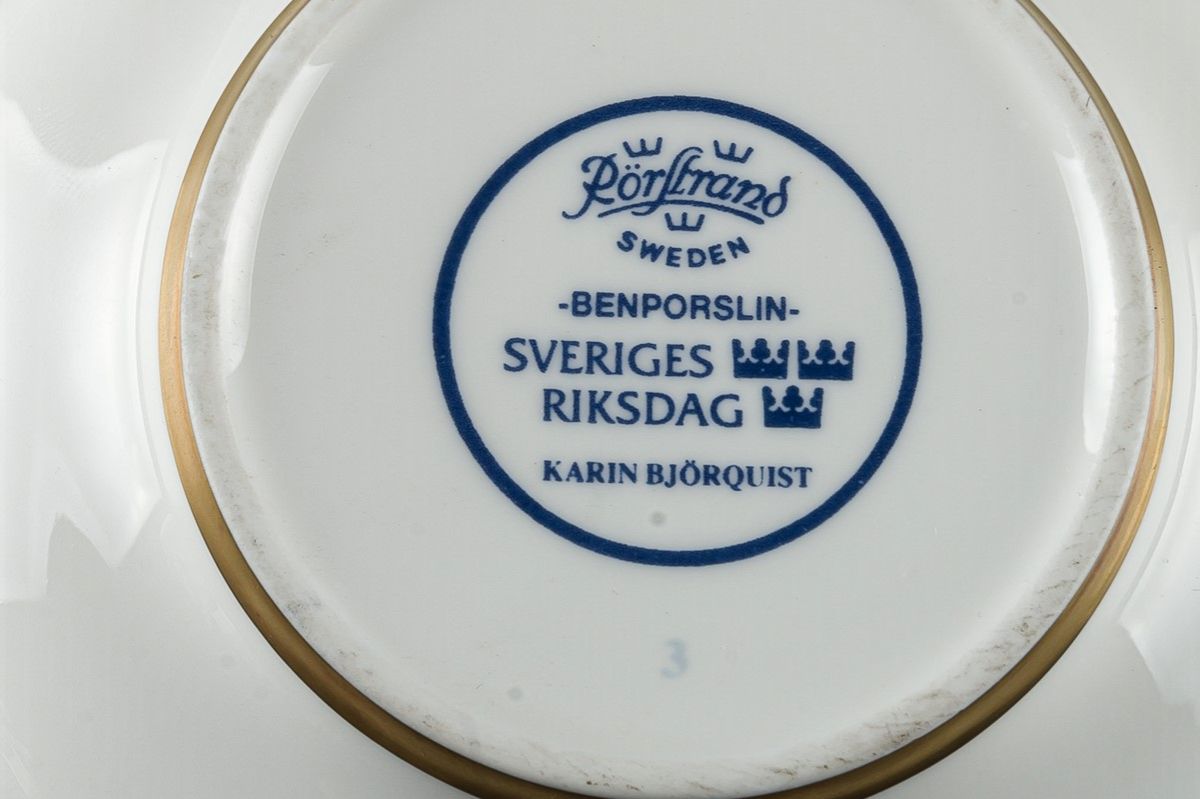 Rörstrand
SWEDEN
-BENPORSLIN-
SVERIGES
RIKSDAG
KARIN BJÖRQUIST
3